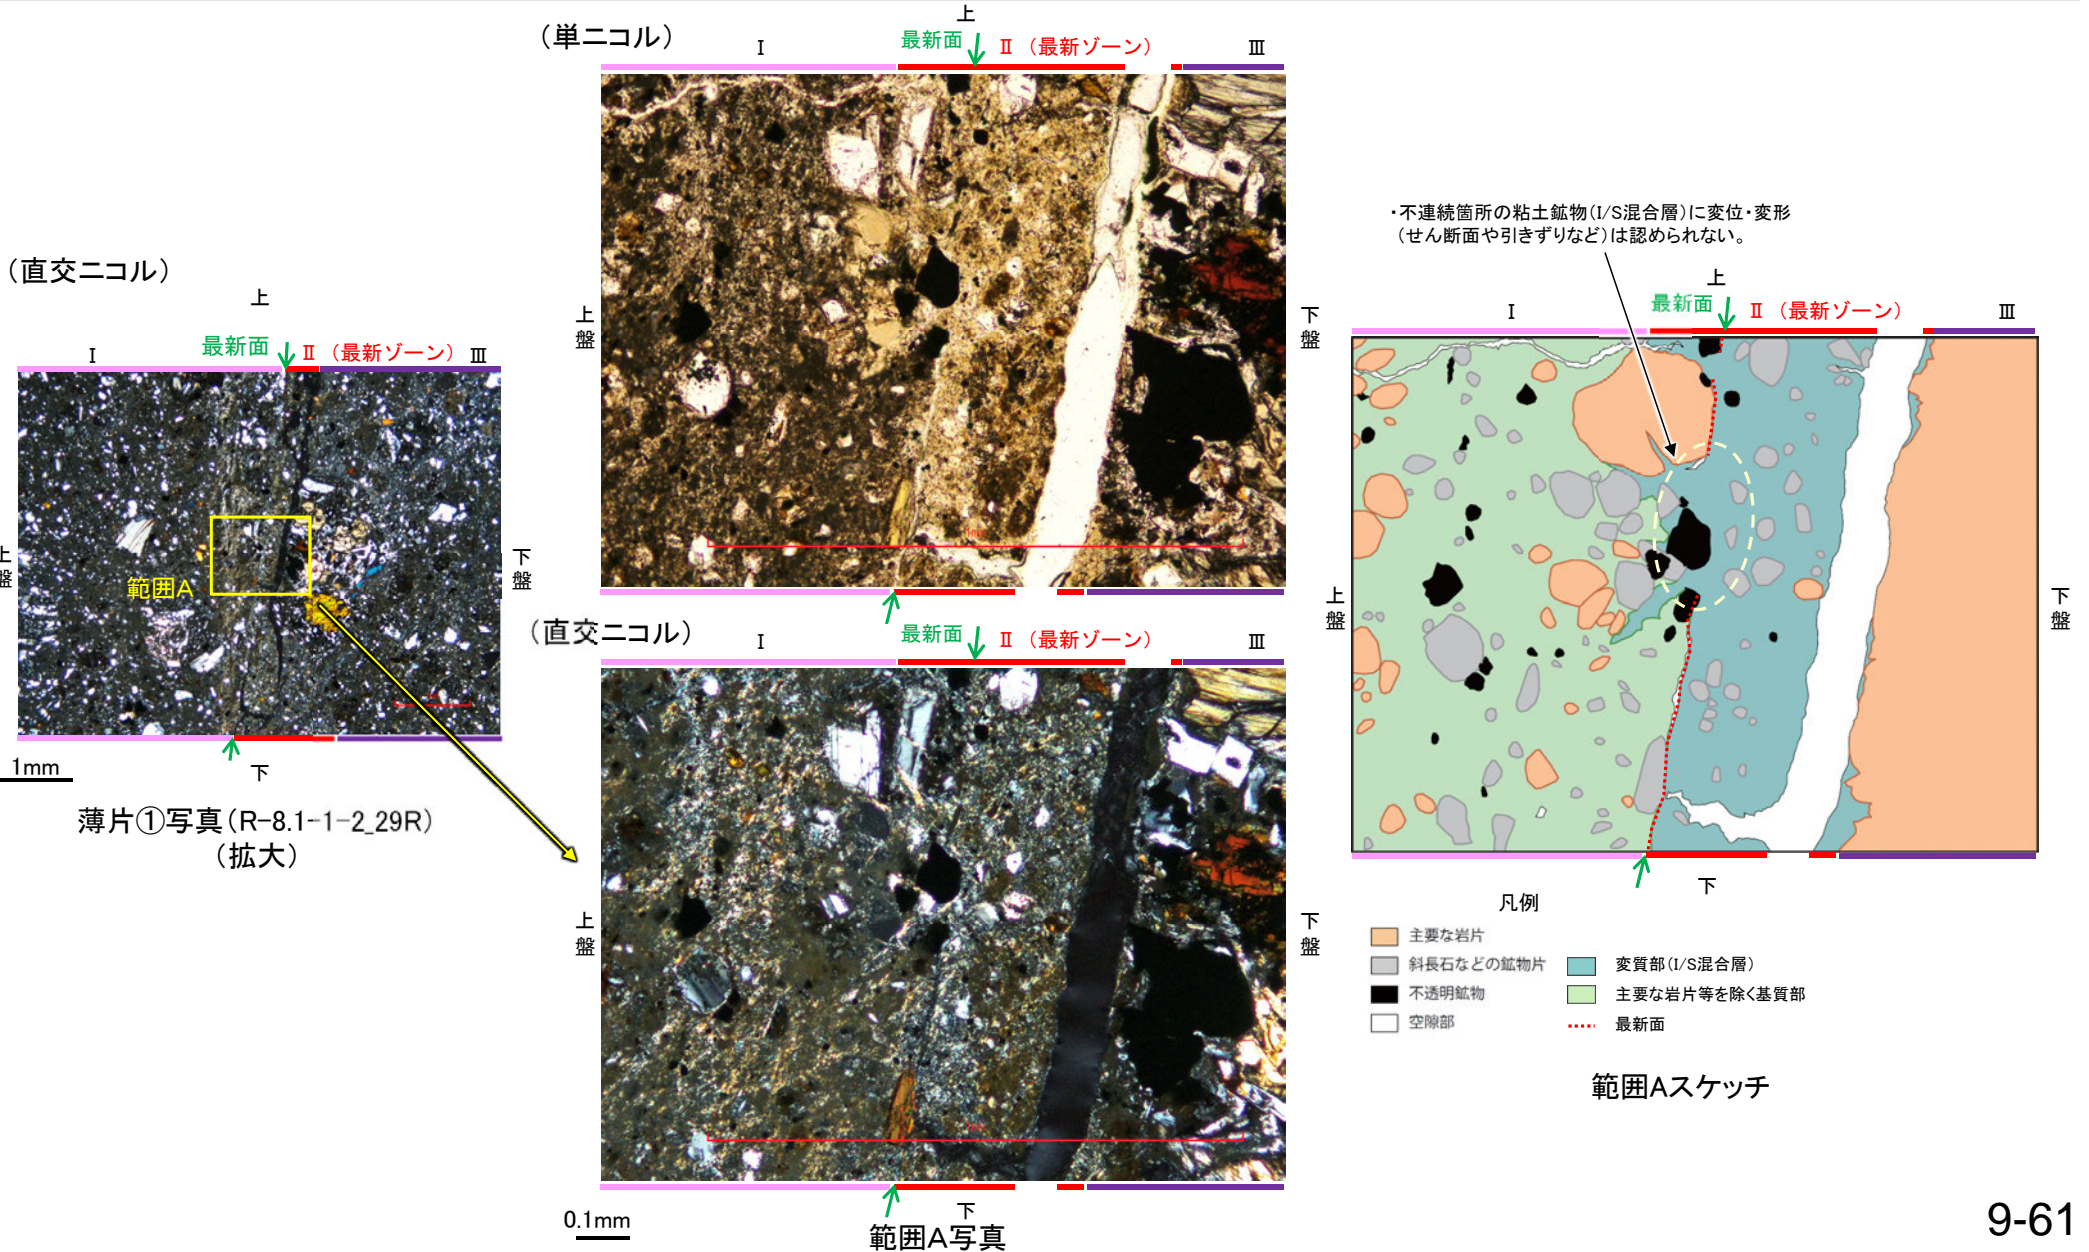 (直交ニコル)
上
最新面
I
Ⅱ (最新ゾーン)
Ⅲ
上盤
下盤
範囲A
下
1mm
薄片①写真(R-8.1-1-2_29R)
(拡大)
(単ニコル)
上
最新面
I
Ⅱ (最新ゾーン)
Ⅲ
上盤
下盤
(直交ニコル)
I
最新面
Ⅱ (最新ゾーン)
Ⅲ
上盤
下盤
下
0.1mm
範囲A写真
・不連続箇所の粘土鉱物(I/S混合層)に変位・変形
(せん断面や引きずりなど)は認められない。
上
最新面
I
Ⅱ (最新ゾーン)
Ⅲ
上盤
下盤
下
凡例
主要な岩片
斜長石などの鉱物片
不透明鉱物
空隙部
変質部(I/S混合層)
主要な岩片等を除く基質部
最新面
範囲Aスケッチ
9-61